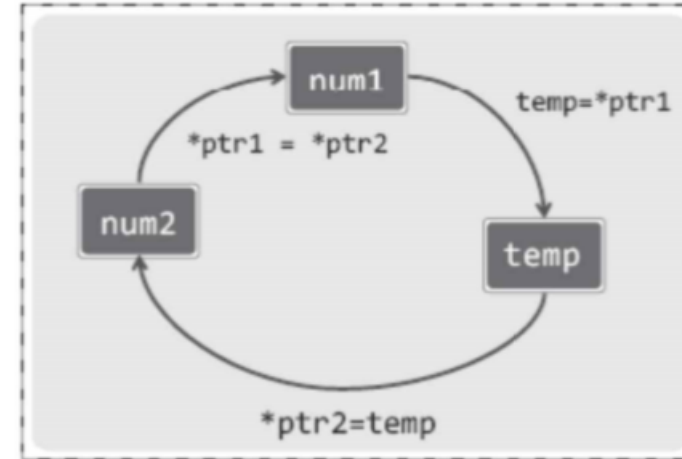 num1
temp=*ptr1
*ptr1 = *ptr2
num2
temp
*ptr2=temp